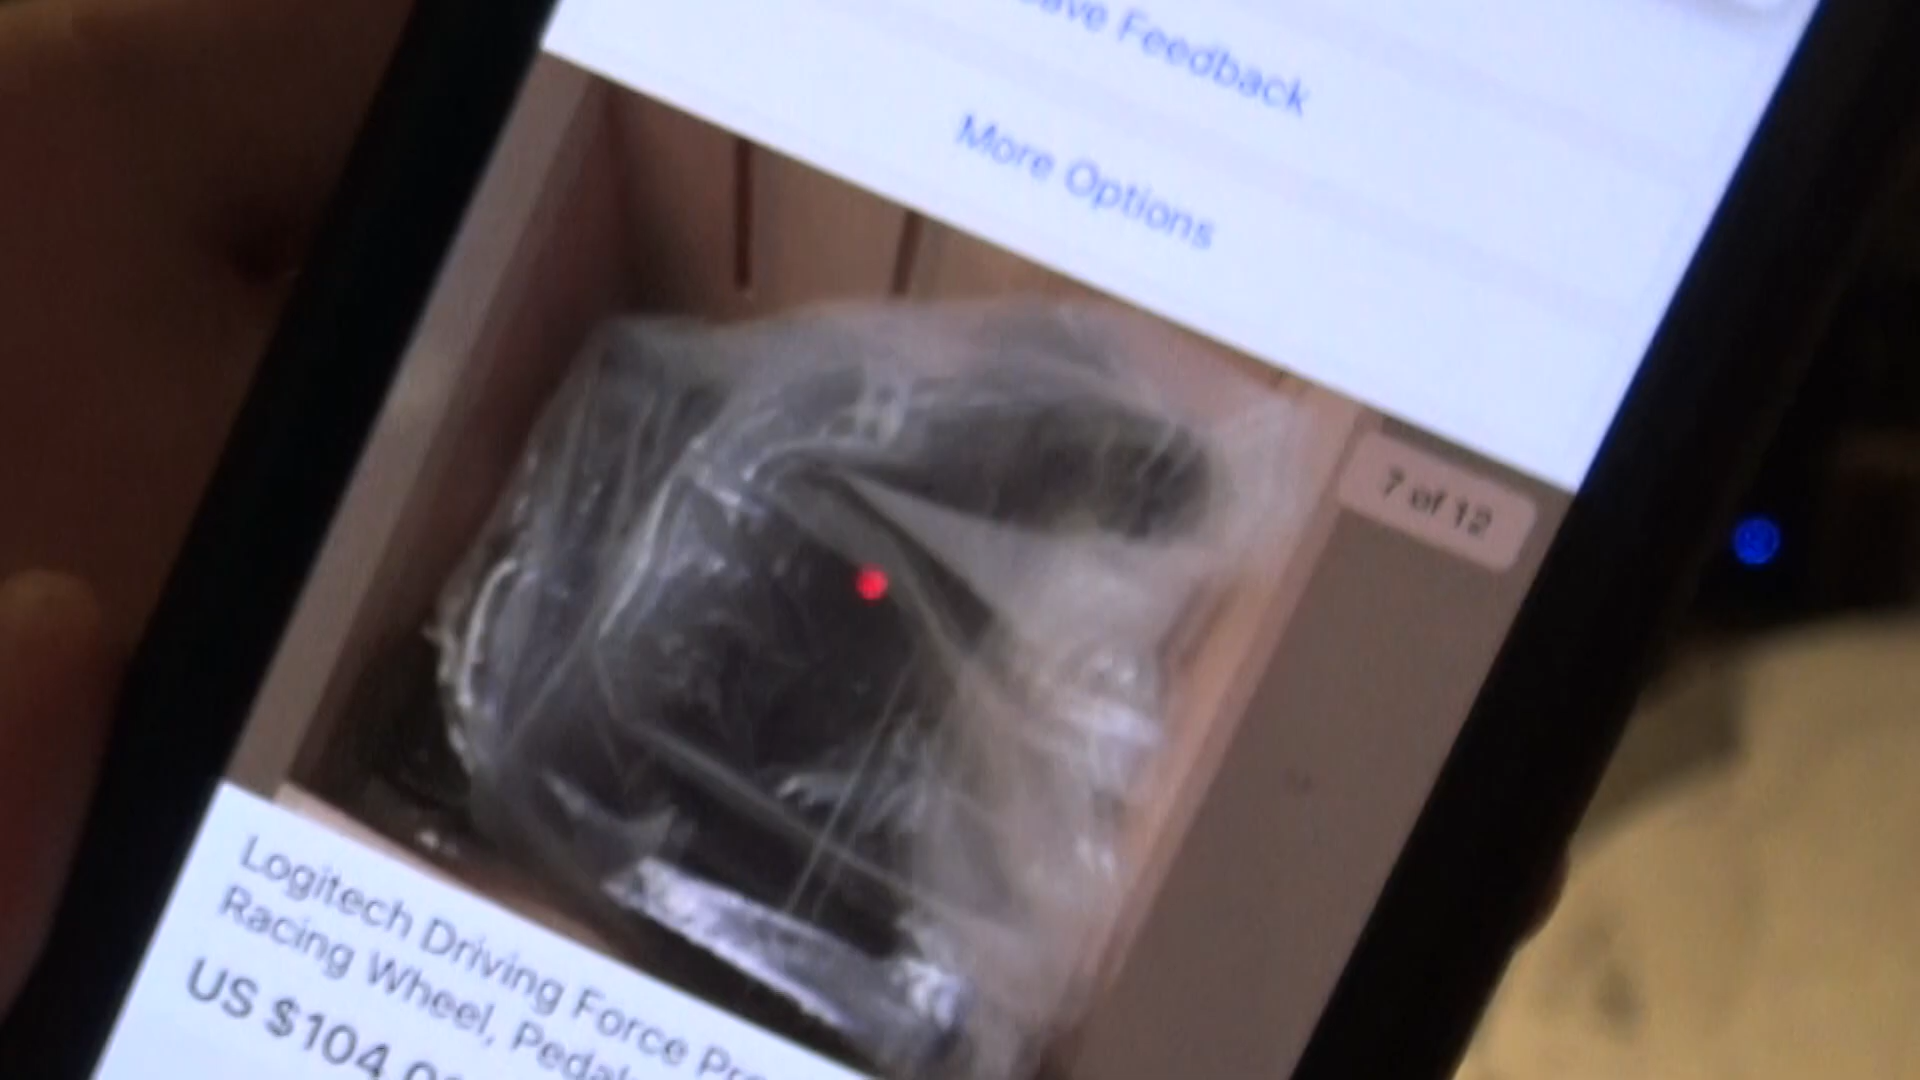 Feedback
More Options
7 of 12
Logitech Driving Force
Racing Wheel,
US $104